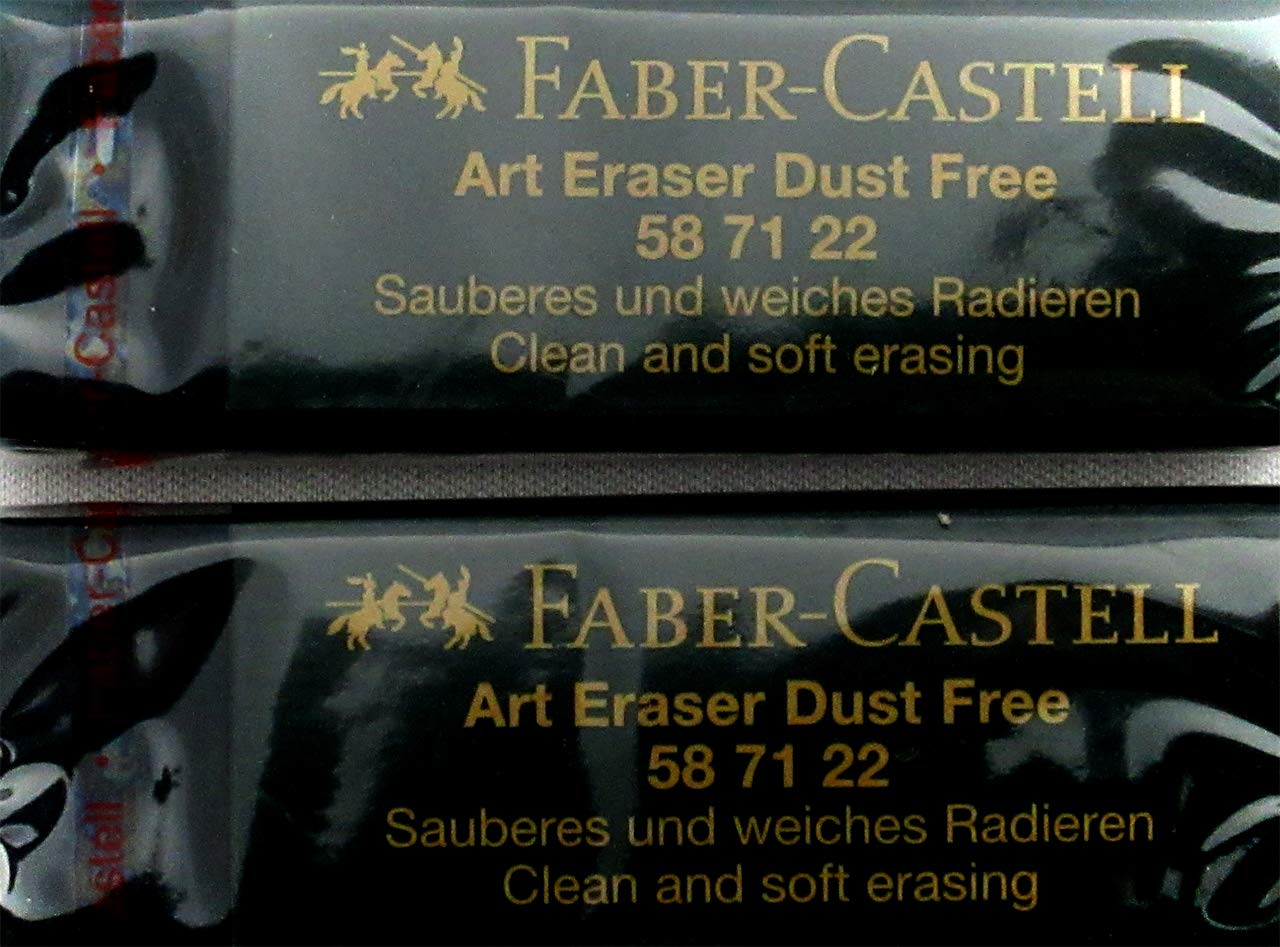 FABER-CASTELL
Art Eraser Dust Free
58 71 22
Sauberes und weiches Radieren
Clean and soft erasing
FABER-CASTELL
Art Eraser Dust Free
58 71 22
Sauberes und weiches Radieren
Clean and soft erasing